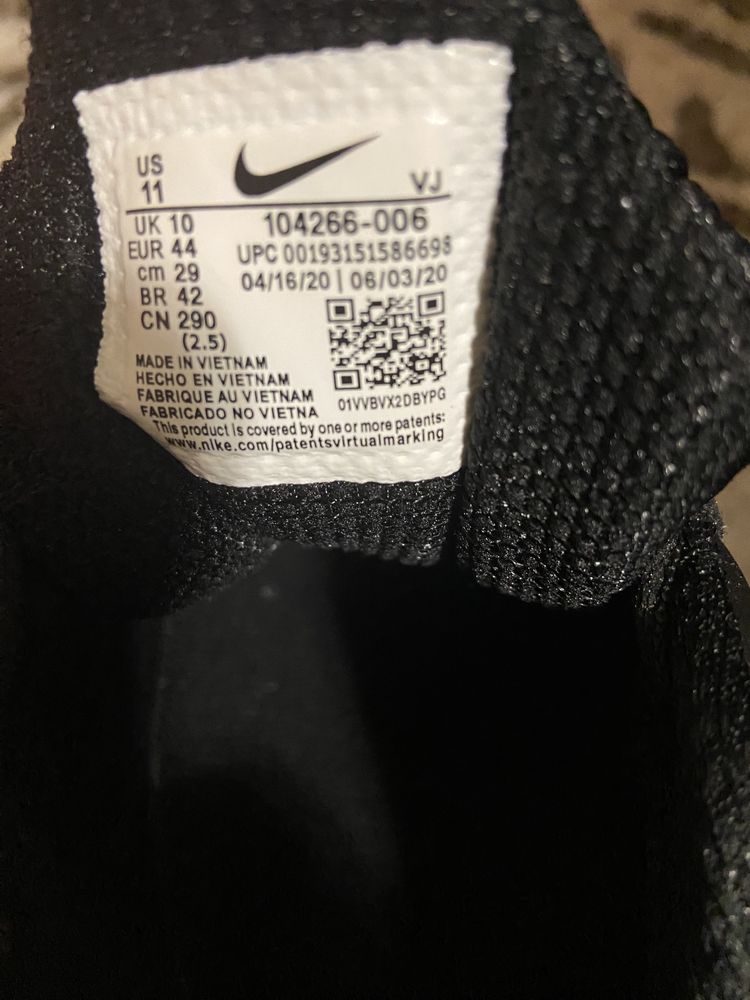 US
11
VJ
UK 10
EUR 44
cm 29
BR 42
CN 290
(2.5)
104266-006
UPC 00193151586698
04/16/20 | 06/03/20
01VVBVX2DBYPG
MADE IN VIETNAM
HECHO EN VIETNAM
FABRIQUE AU VIETNAM
FABRICADO NO VIETNA
This product is covered by one or more patents:
www.nike.com/patentsvirtualmarking